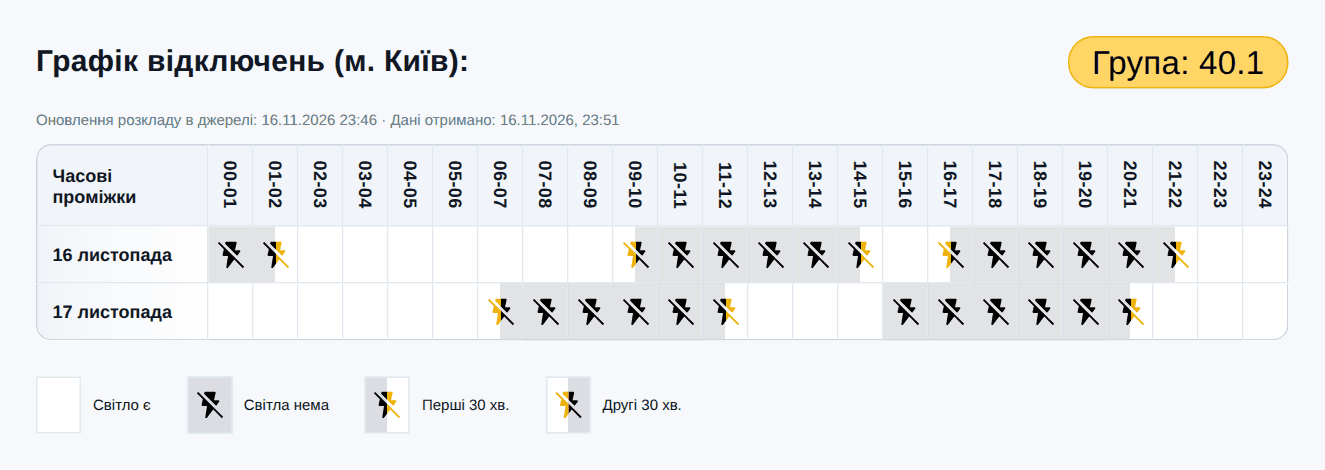 Графік відключень (м. Київ):
Група: 40.1
Оновлення розкладу в джерелі: 16.11.2026 23:46 · Дані отримано: 16.11.2026, 23:51
Часові
проміжки
00-01
01-02
02-03
03-04
04-05
05-06
06-07
07-08
08-09
09-10
10-11
11-12
12-13
13-14
14-15
15-16
16-17
17-18
18-19
19-20
20-21
21-22
22-23
23-24
16 листопада
17 листопада
Світло є
Світла нема
Перші 30 хв.
Другі 30 хв.